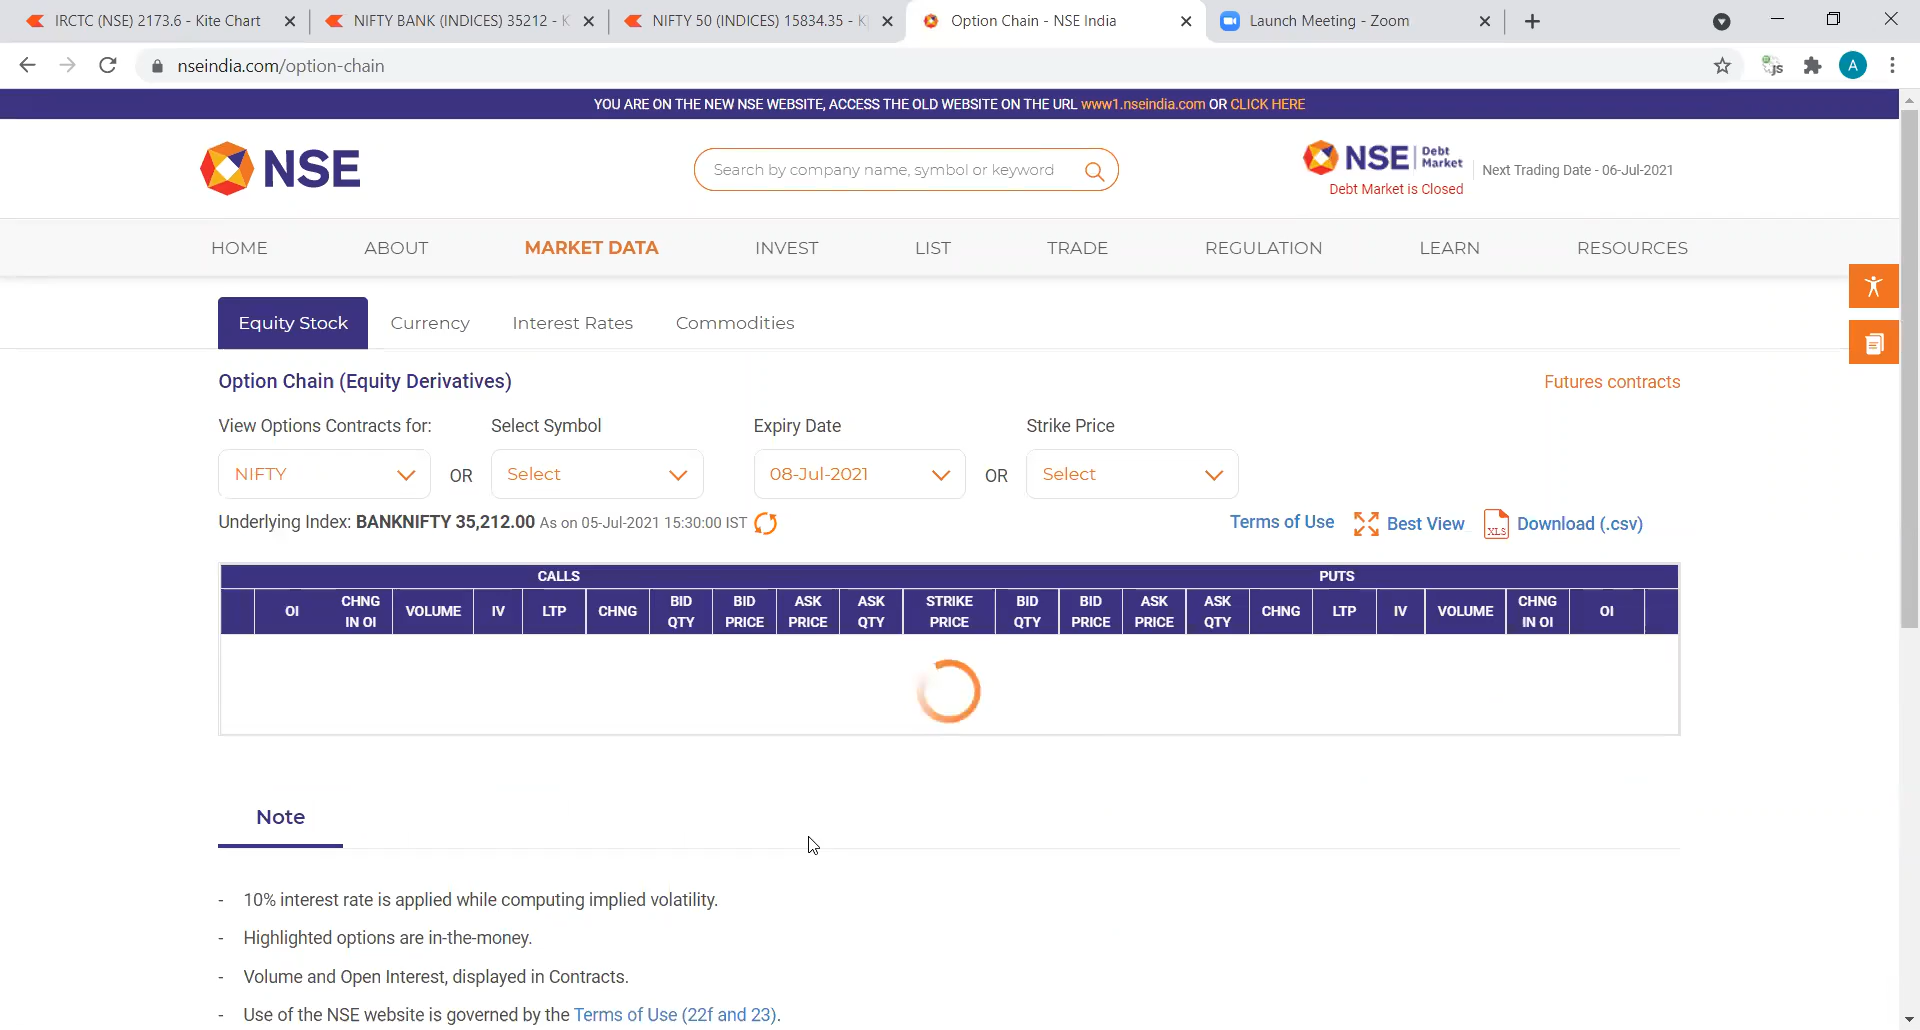 IRCTC (NSE) 2173.6 - Kite Chart
NIFTY BANK (INDICES) 35212 - K
NIFTY 50 (INDICES) 15834.35 - K
Option Chain - NSE India
Launch Meeting - Zoom
nseindia.com/option-chain
JS
A
YOU ARE ON THE NEW NSE WEBSITE, ACCESS THE OLD WEBSITE ON THE URL www1.nseindia.com OR CLICK HERE
NSE
Search by company name, symbol or keyword
NSE Debt Market
Debt Market is Closed
Next Trading Date - 06-Jul-2021
HOME ABOUT MARKET DATA INVEST LIST TRADE REGULATION LEARN RESOURCES
Equity Stock Currency Interest Rates Commodities
Option Chain (Equity Derivatives) Futures contracts
View Options Contracts for: Select Symbol Expiry Date Strike Price
NIFTY OR Select 08-Jul-2021 OR Select
Underlying Index: BANKNIFTY 35,212.00 As on 05-Jul-2021 15:30:00 IST Terms of Use Best View XLS Download (.csv)
CALLS PUTS
OI CHNG IN OI VOLUME IV LTP CHNG BID QTY BID PRICE ASK PRICE ASK QTY STRIKE PRICE BID QTY BID PRICE ASK PRICE ASK QTY CHNG LTP IV VOLUME CHNG IN OI OI
Note
- 10% interest rate is applied while computing implied volatility.
- Highlighted options are in-the-money.
- Volume and Open Interest, displayed in Contracts.
- Use of the NSE website is governed by the Terms of Use (22f and 23).